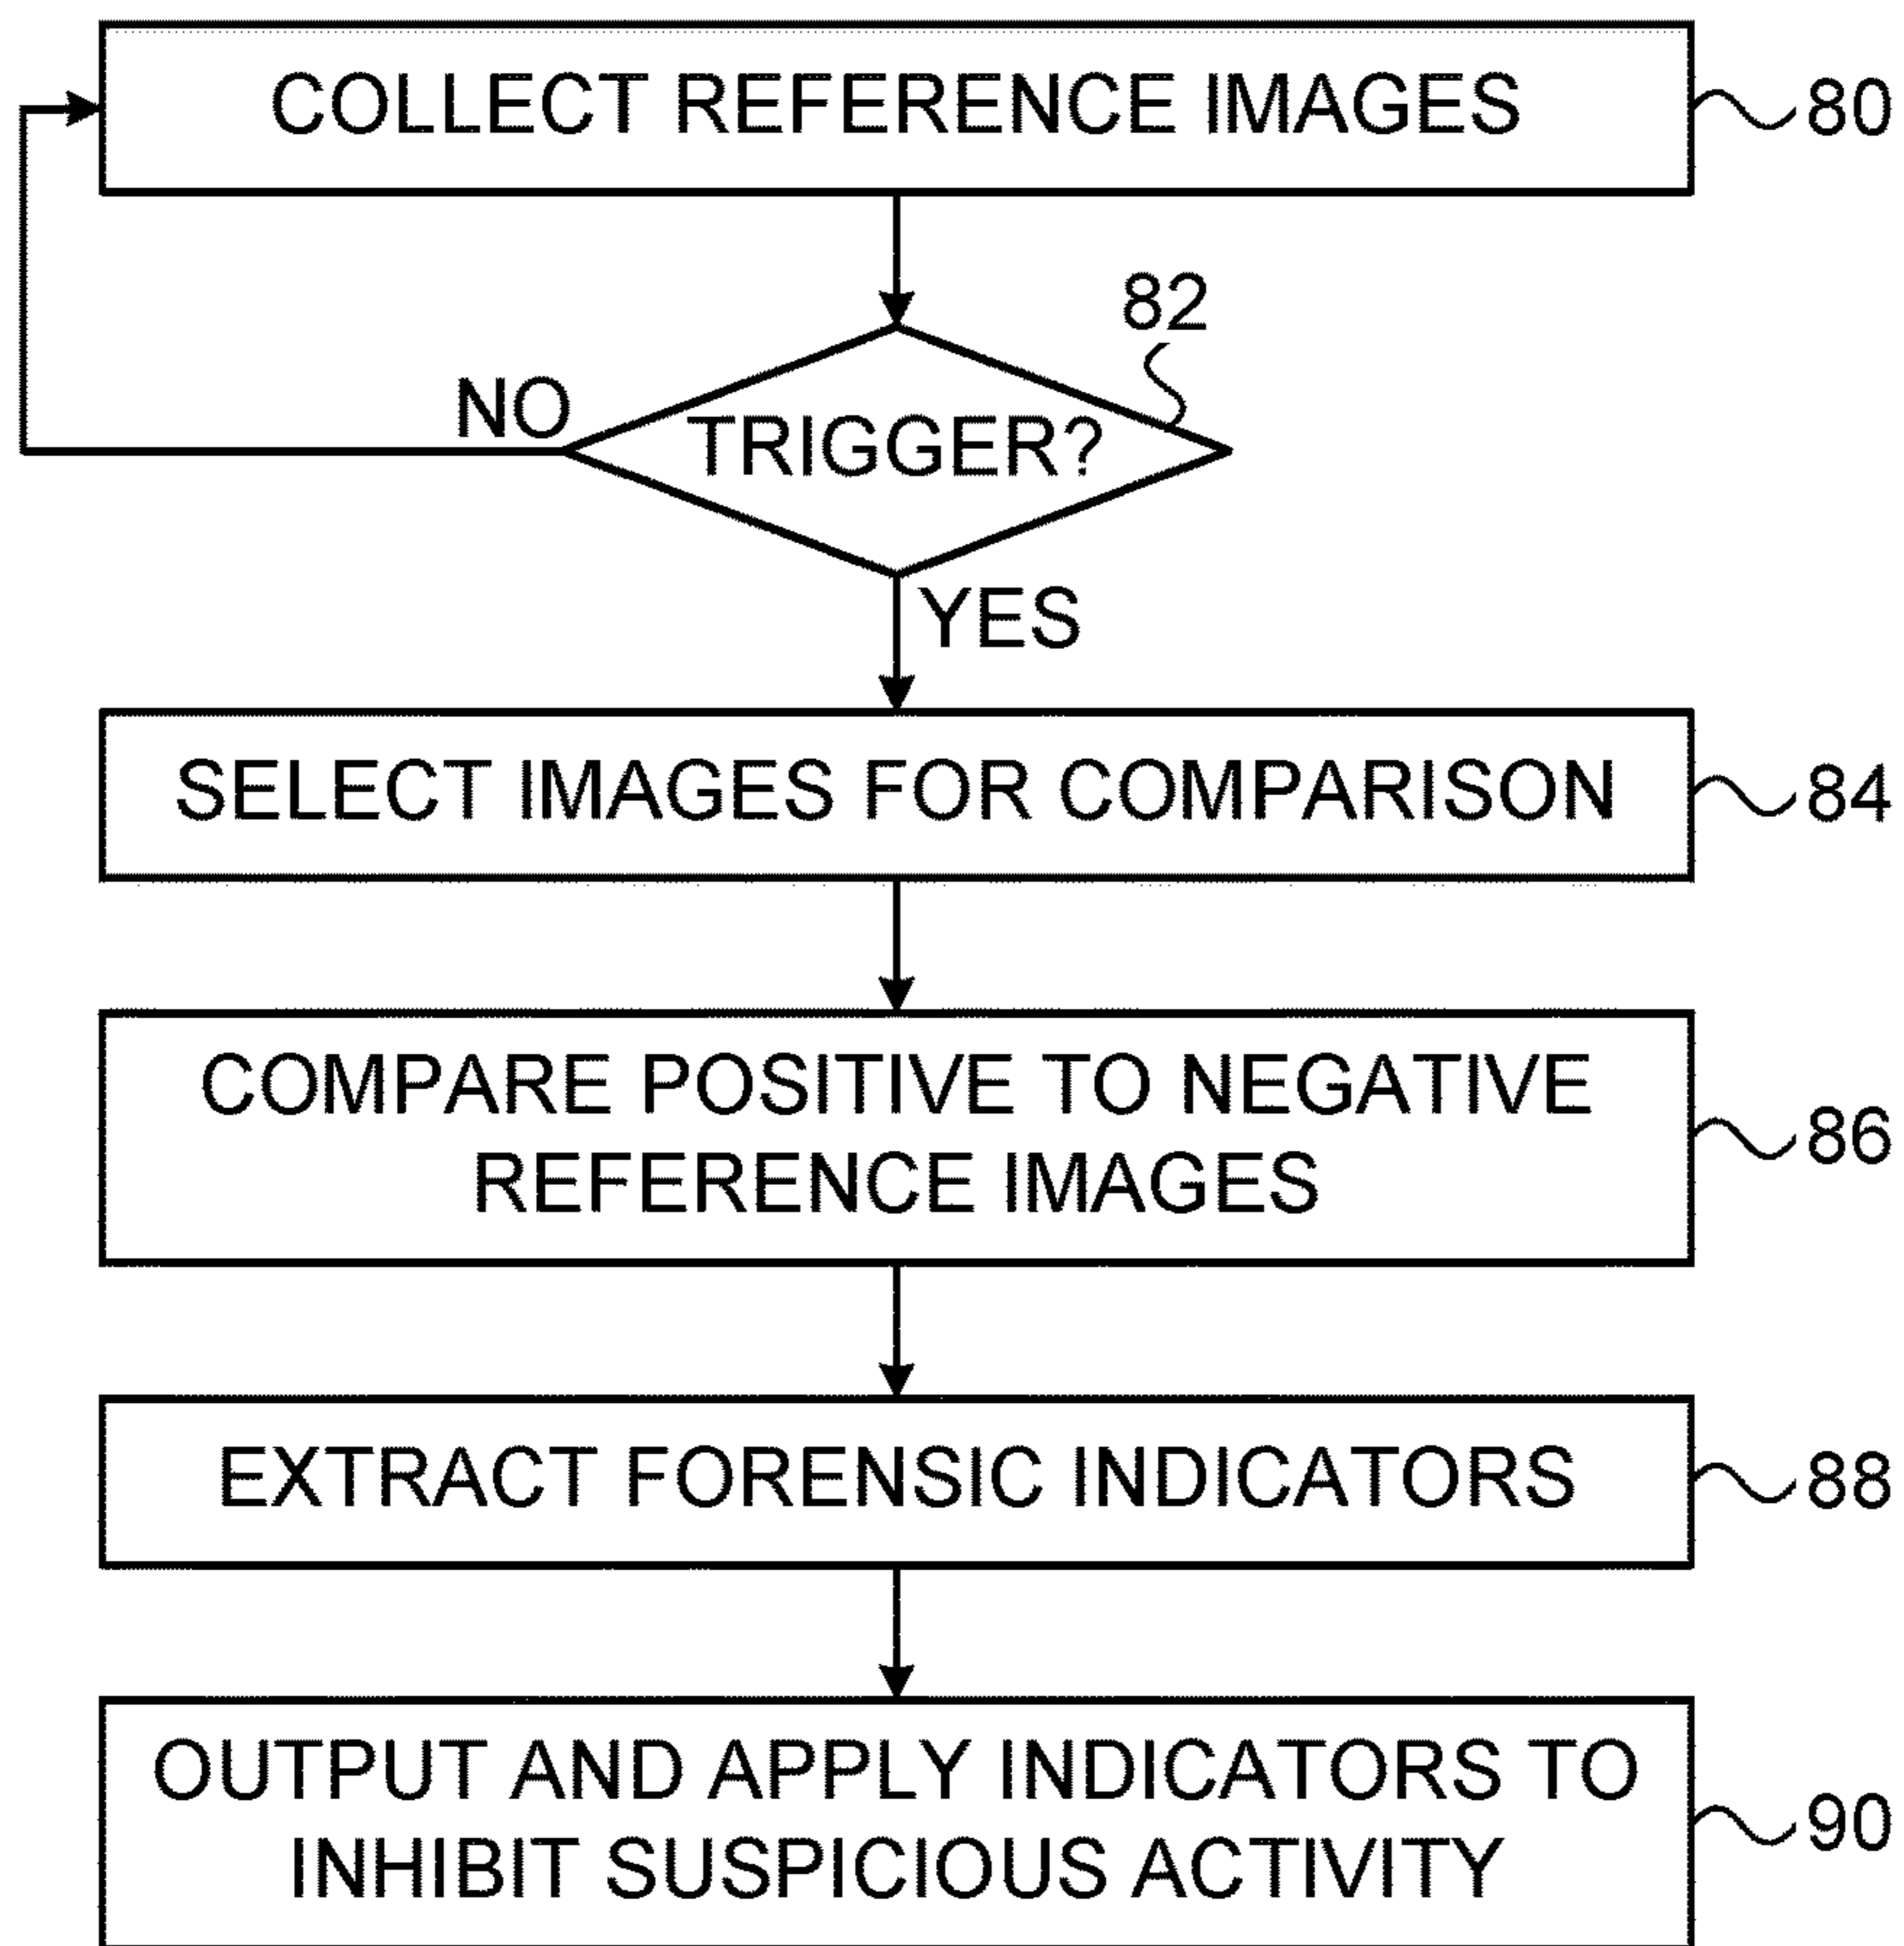 COLLECT REFERENCE IMAGES
80
82
NO
TRIGGER?
YES
SELECT IMAGES FOR COMPARISON
84
COMPARE POSITIVE TO NEGATIVE
REFERENCE IMAGES
86
EXTRACT FORENSIC INDICATORS
88
OUTPUT AND APPLY INDICATORS TO
INHIBIT SUSPICIOUS ACTIVITY
90